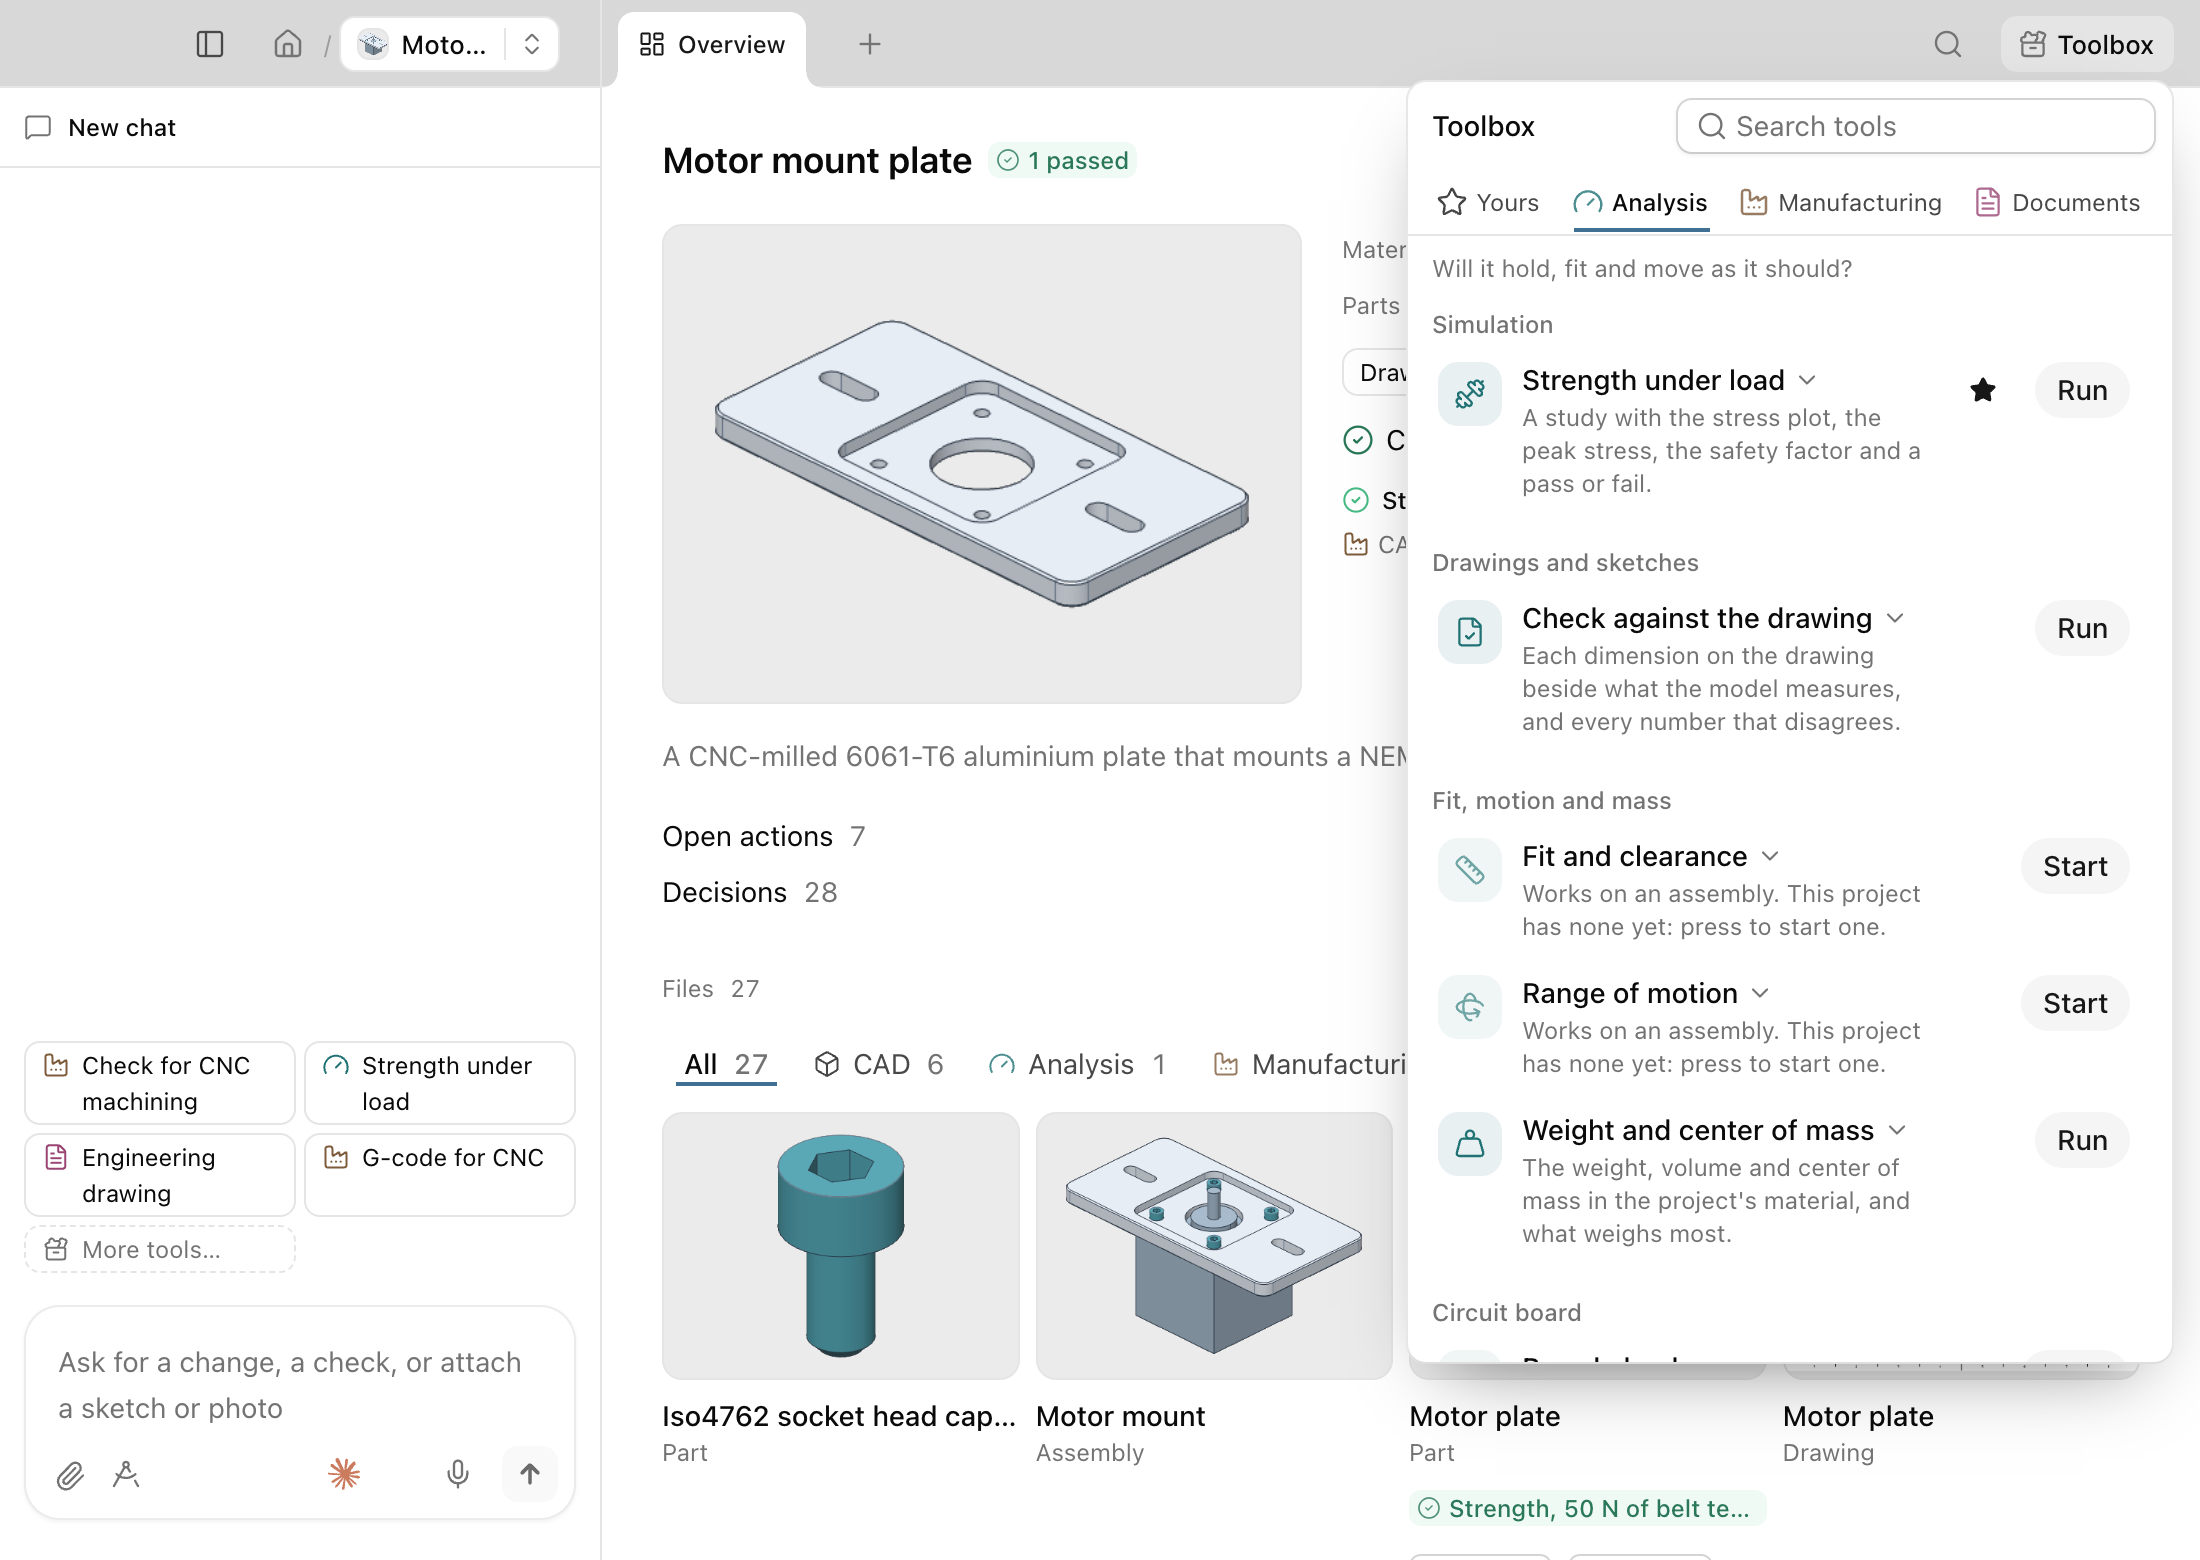 Moto...
Overview
Toolbox
New chat
Motor mount plate
1 passed
Toolbox
Search tools
Yours
Analysis
Manufacturing
Documents
Will it hold, fit and move as it should?
Simulation
Strength under load
Run
A study with the stress plot, the
peak stress, the safety factor and a
pass or fail.
Drawings and sketches
Check against the drawing
Run
Each dimension on the drawing
beside what the model measures,
and every number that disagrees.
Fit, motion and mass
Fit and clearance
Start
Works on an assembly. This project
has none yet: press to start one.
Range of motion
Start
Works on an assembly. This project
has none yet: press to start one.
Weight and center of mass
Run
The weight, volume and center of
mass in the project's material, and
what weighs most.
Circuit board
Mater
Parts
Draw
C
St
CA
A CNC-milled 6061-T6 aluminium plate that mounts a NEM
Open actions 7
Decisions 28
Files 27
All 27
CAD 6
Analysis 1
Manufacturi
Iso4762 socket head cap...
Part
Motor mount
Assembly
Motor plate
Part
Strength, 50 N of belt te...
Motor plate
Drawing
Check for CNC
machining
Strength under
load
Engineering
drawing
G-code for CNC
More tools...
Ask for a change, a check, or attach
a sketch or photo